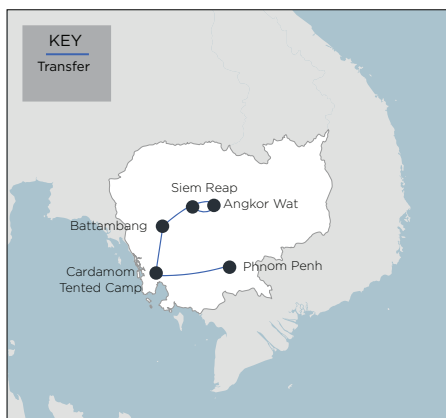 KEY
Transfer
Siem Reap
Angkor Wat
Battambang
Cardamom
Tented Camp
Phnom Penh